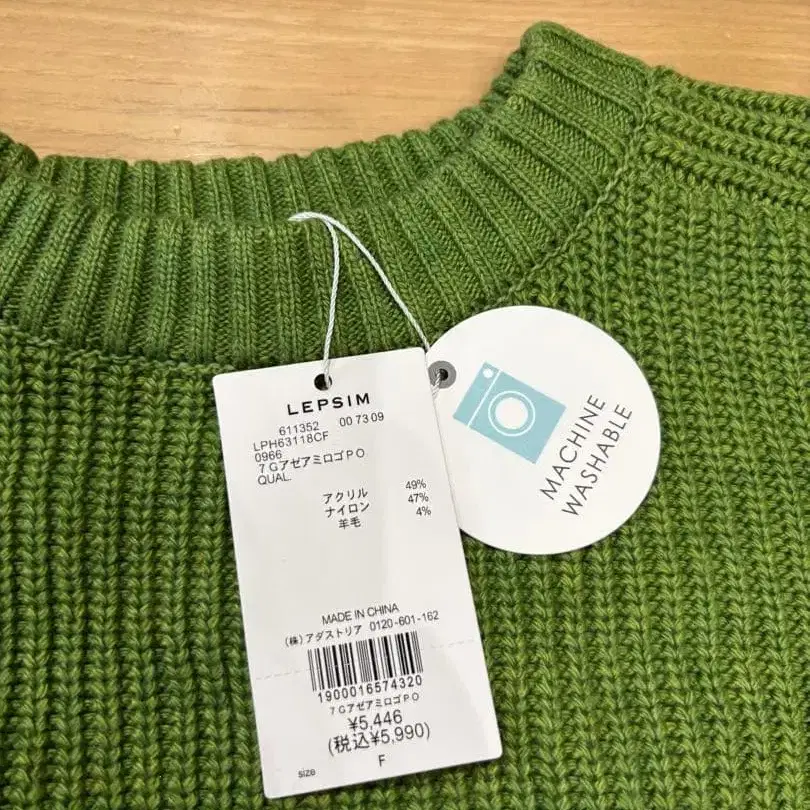 LEPSIM
611352 00 73 09
LPH63118CF
0966
7GアゼアミロゴPO
QUAL.
アクリル 49%
ナイロン 47%
羊毛 4%
MADE IN CHINA
(株)アダストリア 0120-601-162
1900016574320
7GアゼアミロゴPO
¥5,446
(税込¥5,990)
size F
MACHINE
WASHABLE